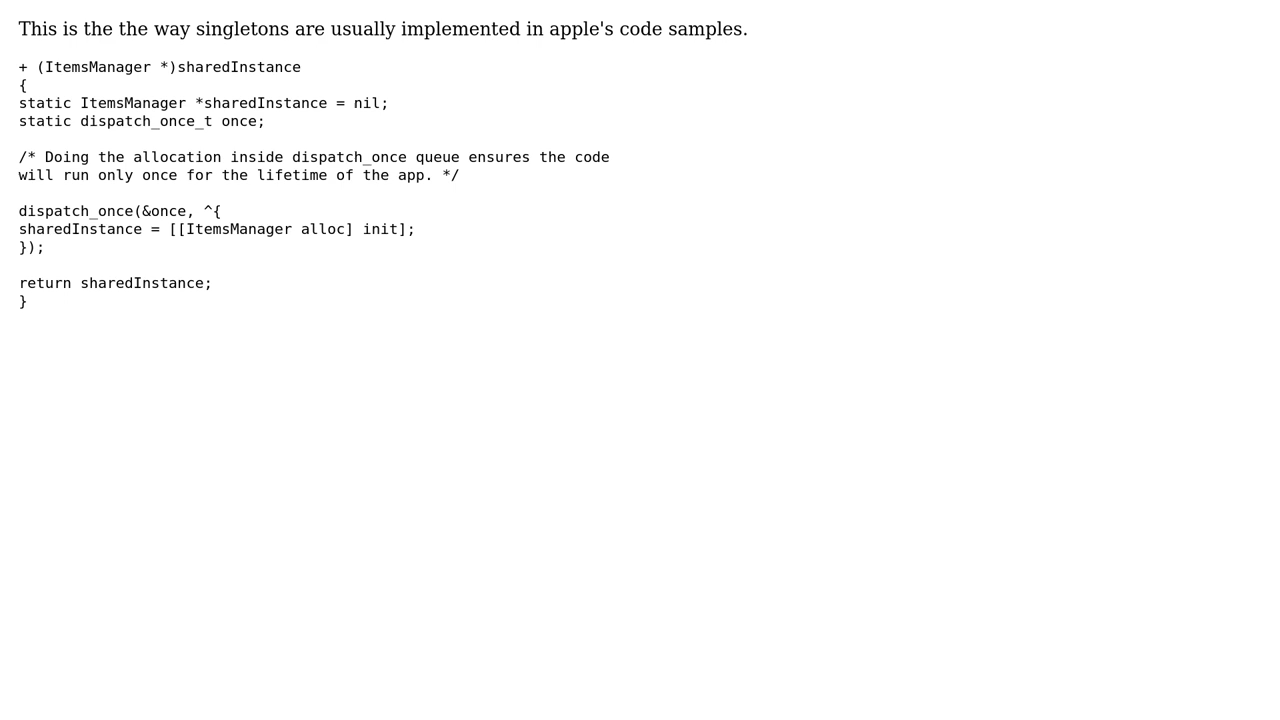 This is the the way singletons are usually implemented in apple's code samples.
+ (ItemsManager *)sharedInstance
{
static ItemsManager *sharedInstance = nil;
static dispatch_once_t once;
/* Doing the allocation inside dispatch_once queue ensures the code
will run only once for the lifetime of the app. */
dispatch_once(&once, ^{
sharedInstance = [[ItemsManager alloc] init];
});
return sharedInstance;
}